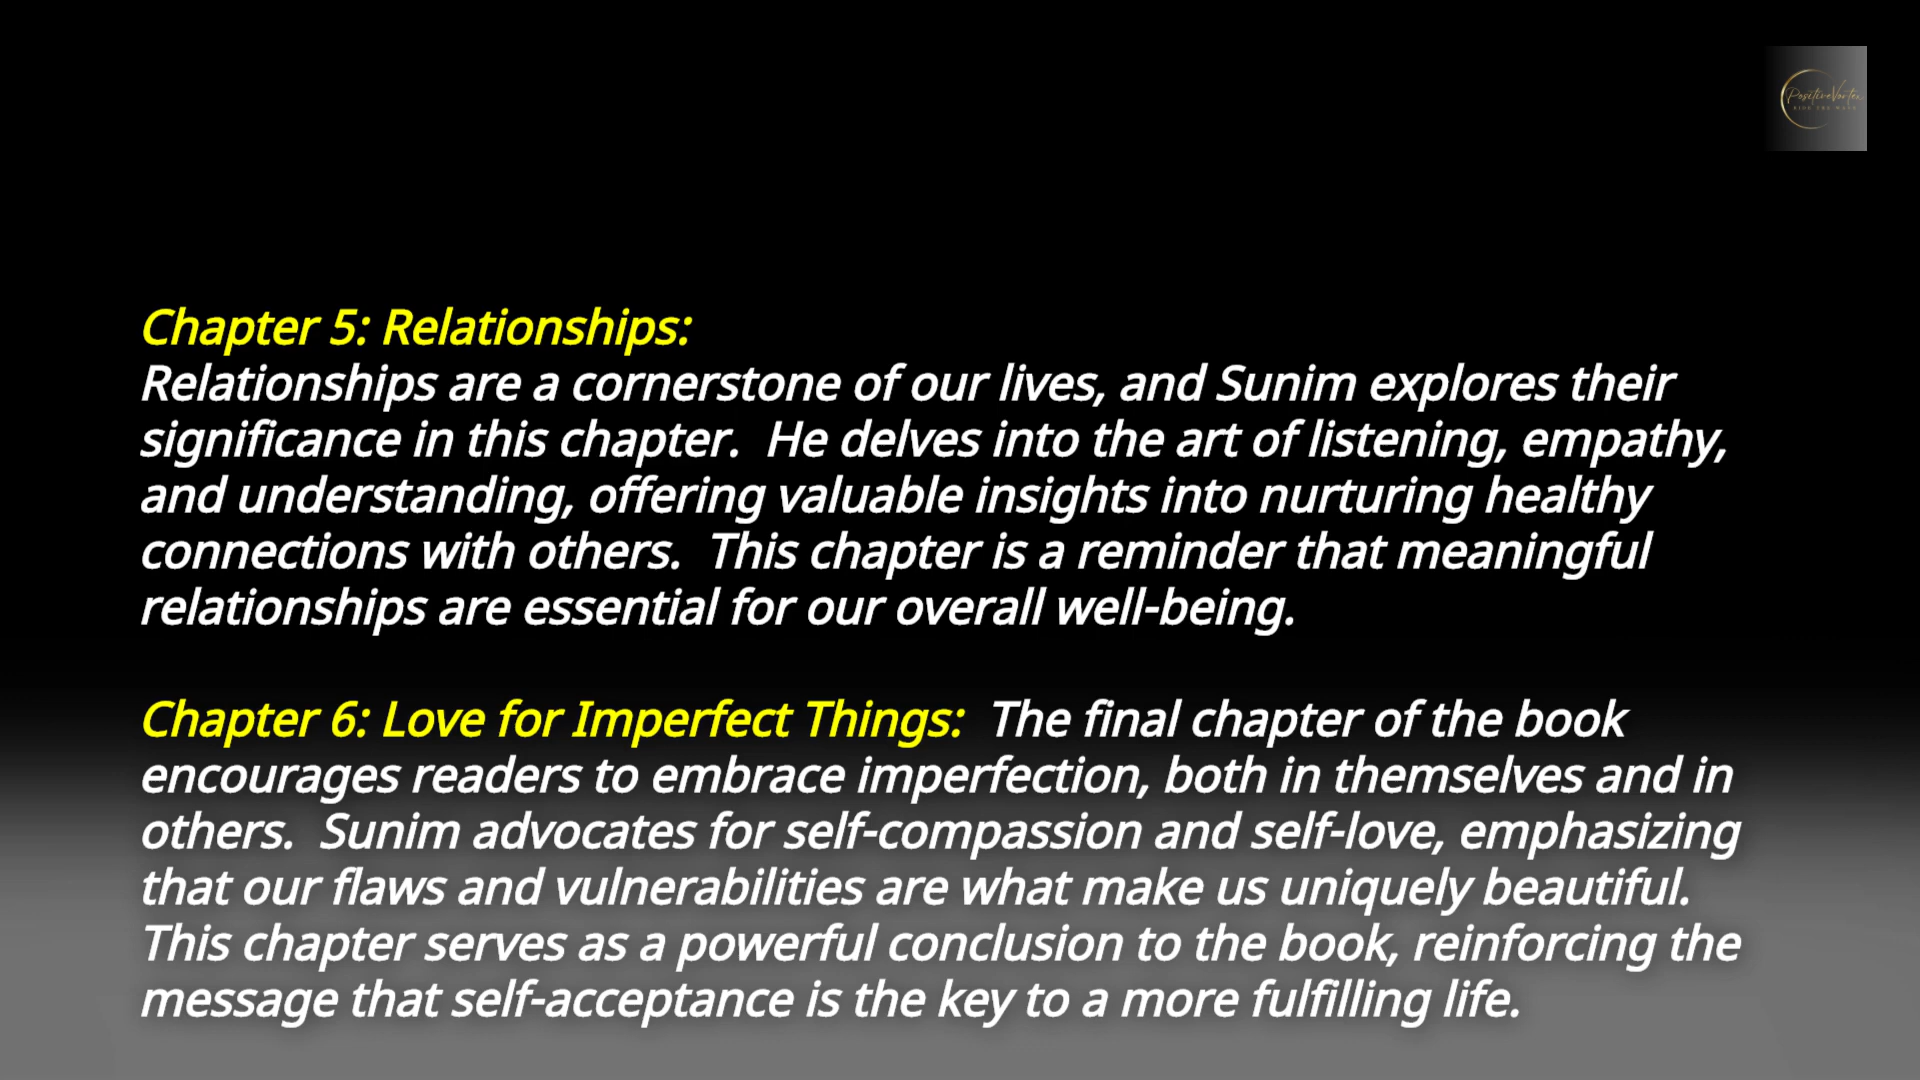 PositiveVortex
RIDE THE WAVE
Chapter 5: Relationships:
Relationships are a cornerstone of our lives, and Sunim explores their
significance in this chapter.  He delves into the art of listening, empathy,
and understanding, offering valuable insights into nurturing healthy
connections with others.  This chapter is a reminder that meaningful
relationships are essential for our overall well-being.
Chapter 6: Love for Imperfect Things:  The final chapter of the book
encourages readers to embrace imperfection, both in themselves and in
others.  Sunim advocates for self-compassion and self-love, emphasizing
that our flaws and vulnerabilities are what make us uniquely beautiful.
This chapter serves as a powerful conclusion to the book, reinforcing the
message that self-acceptance is the key to a more fulfilling life.